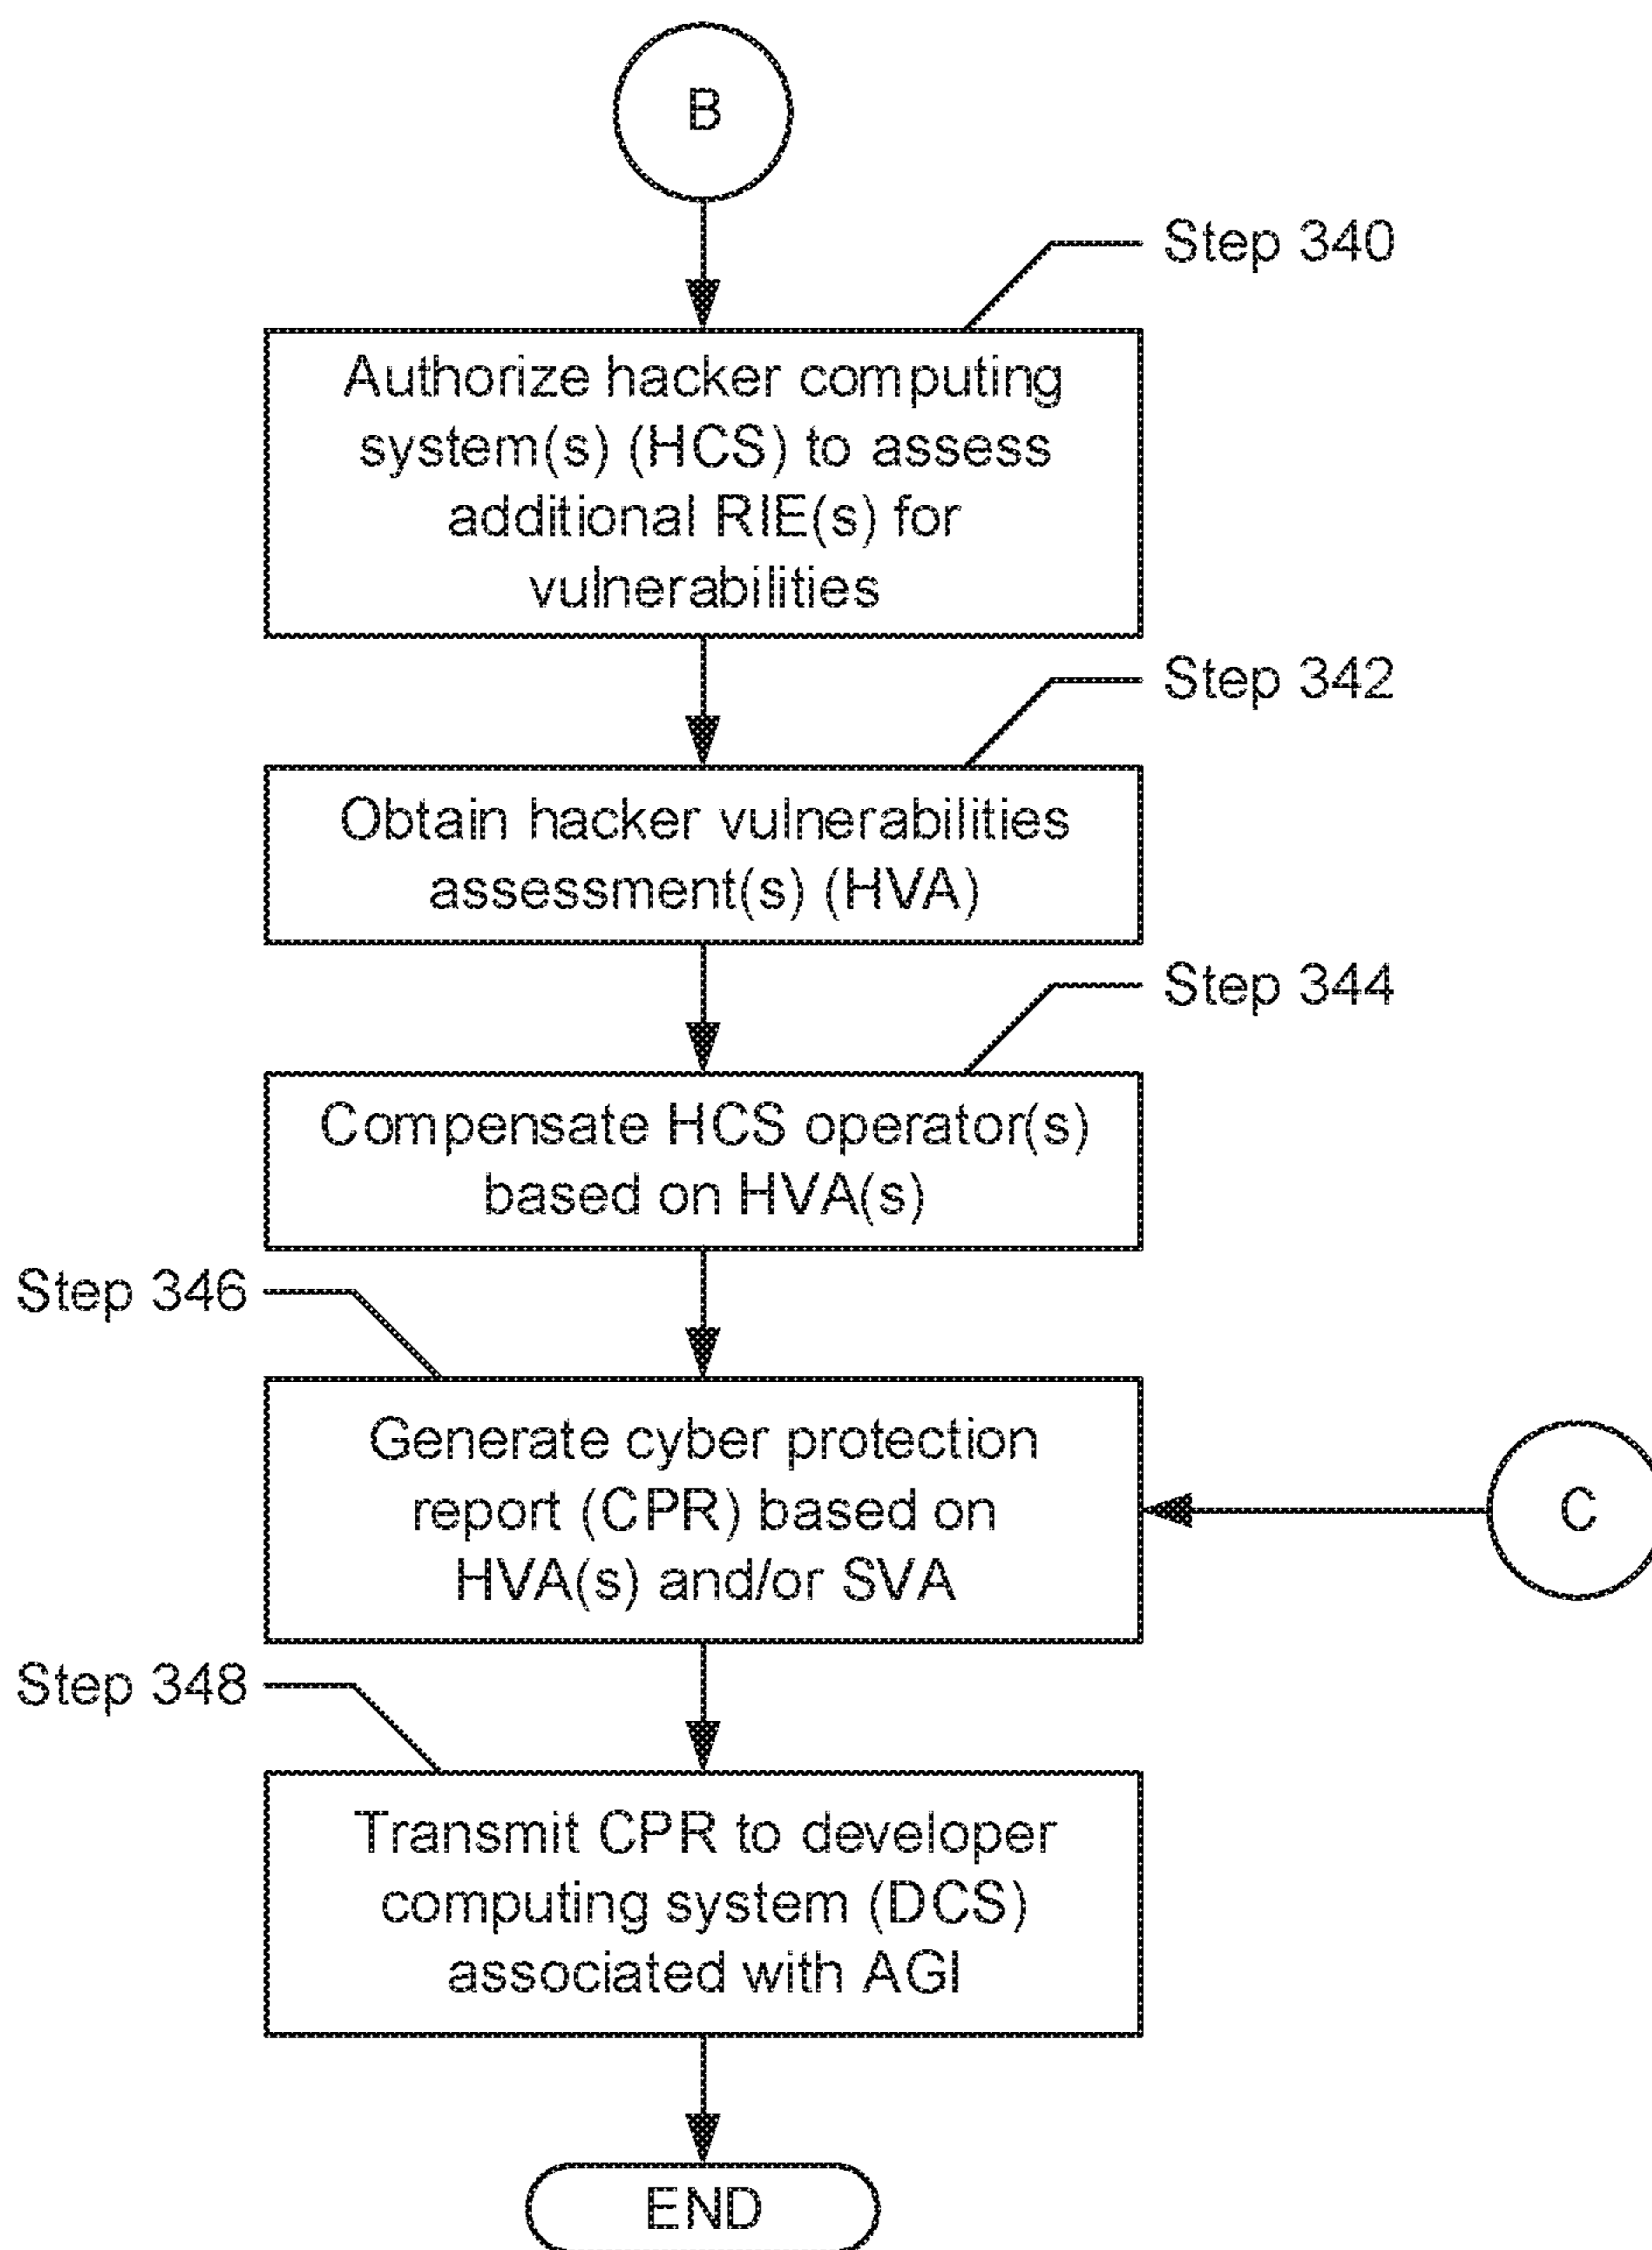 B
Step 340
Authorize hacker computing
system(s) (HCS) to assess
additional RIE(s) for
vulnerabilities
Step 342
Obtain hacker vulnerabilities
assessment(s) (HVA)
Step 344
Compensate HCS operator(s)
based on HVA(s)
Step 346
Generate cyber protection
report (CPR) based on
HVA(s) and/or SVA
C
Step 348
Transmit CPR to developer
computing system (DCS)
associated with AGI
END